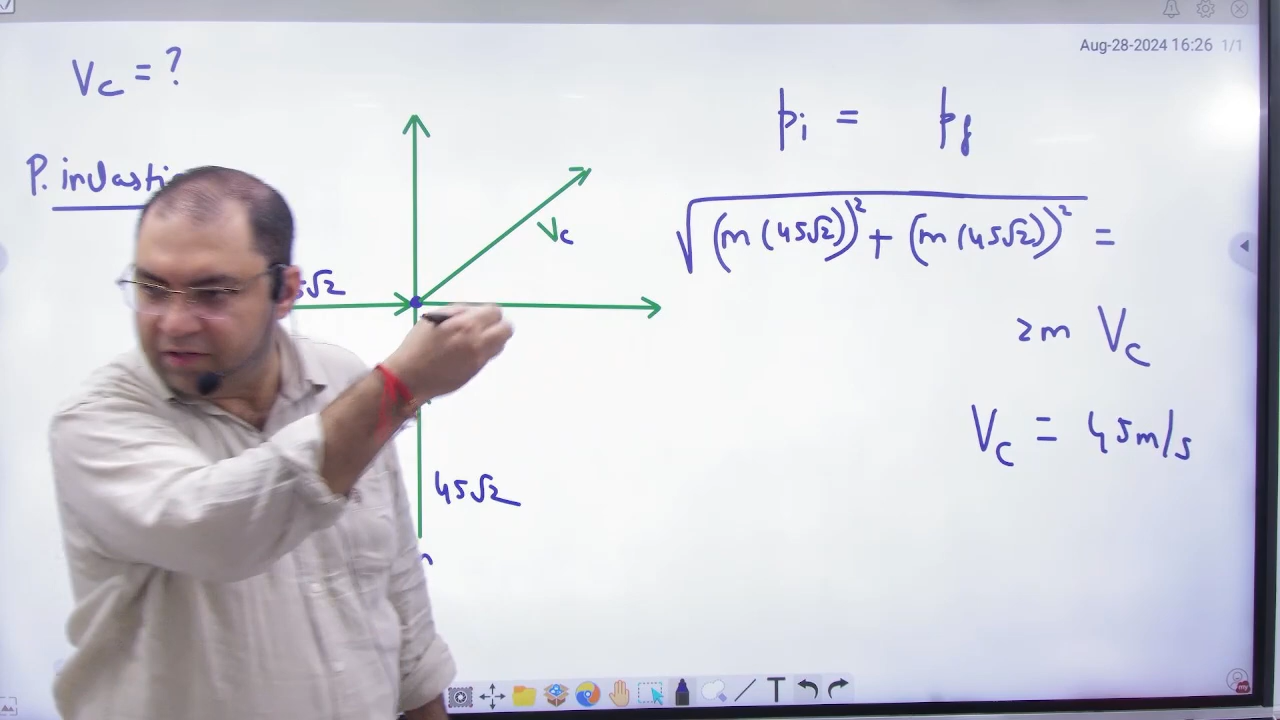 Aug-28-2024 16:26 1/1
Vc = ?
pi = pf
P. inelasti
√((m(45√2))² + (m(45√2))²) =
Vc
5√2
2m Vc
Vc = 45m/s
45√2
T